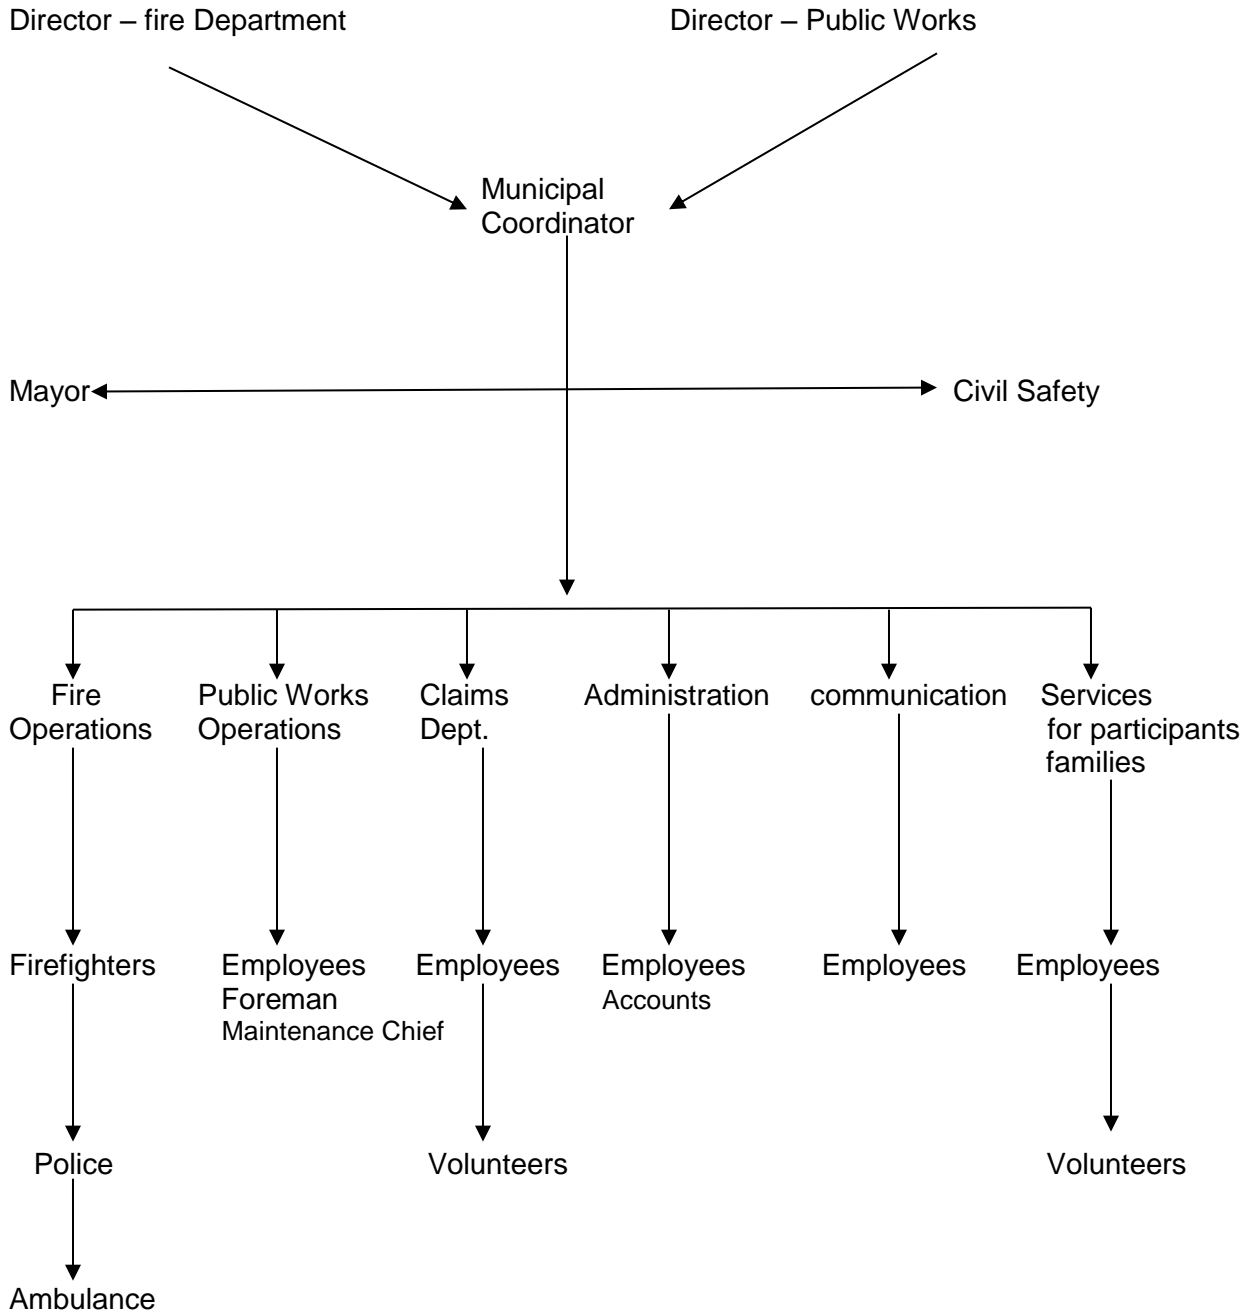 Director – fire Department
Director – Public Works
Municipal
Coordinator
Mayor
Civil Safety
Fire
Operations
Public Works
Operations
Claims
Dept.
Administration
communication
Services
for participants
families
Firefighters
Employees
Foreman
Maintenance Chief
Employees
Employees
Accounts
Employees
Employees
Police
Volunteers
Volunteers
Ambulance